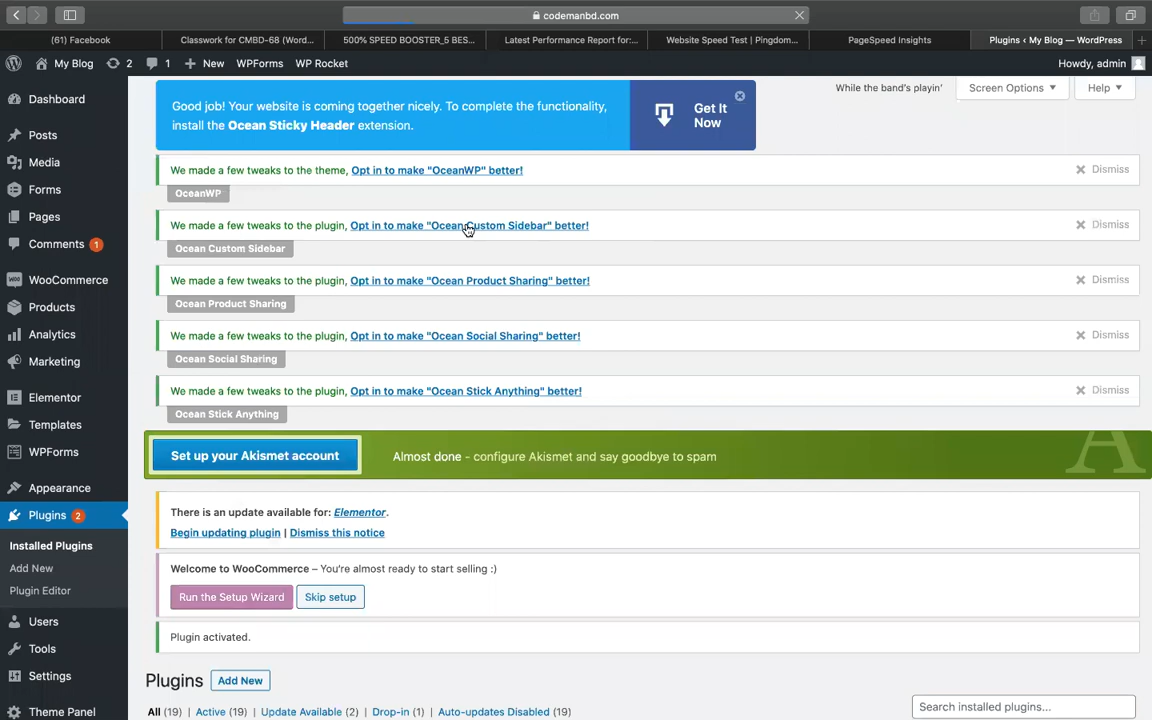 codemanbd.com
(61) Facebook
Classwork for CMBD-68 (Word...
500% SPEED BOOSTER_5 BES...
Latest Performance Report for:...
Website Speed Test | Pingdom...
PageSpeed Insights
Plugins ‹ My Blog — WordPress
My Blog
2
1
New
WPForms
WP Rocket
Howdy, admin
Dashboard
Posts
Media
Forms
Pages
Comments 1
WooCommerce
Products
Analytics
Marketing
Elementor
Templates
WPForms
Appearance
Plugins 2
Installed Plugins
Add New
Plugin Editor
Users
Tools
Settings
Theme Panel
While the band's playin'
Screen Options
Help
Good job! Your website is coming together nicely. To complete the functionality,
install the Ocean Sticky Header extension.
Get It
Now
We made a few tweaks to the theme, Opt in to make "OceanWP" better!
Dismiss
OceanWP
We made a few tweaks to the plugin, Opt in to make "Ocean Custom Sidebar" better!
Dismiss
Ocean Custom Sidebar
We made a few tweaks to the plugin, Opt in to make "Ocean Product Sharing" better!
Dismiss
Ocean Product Sharing
We made a few tweaks to the plugin, Opt in to make "Ocean Social Sharing" better!
Dismiss
Ocean Social Sharing
We made a few tweaks to the plugin, Opt in to make "Ocean Stick Anything" better!
Dismiss
Ocean Stick Anything
Set up your Akismet account
Almost done - configure Akismet and say goodbye to spam
A
There is an update available for: Elementor.
Begin updating plugin | Dismiss this notice
Welcome to WooCommerce – You're almost ready to start selling :)
Run the Setup Wizard
Skip setup
Plugin activated.
Plugins
Add New
All (19) | Active (19) | Update Available (2) | Drop-in (1) | Auto-updates Disabled (19)
Search installed plugins...